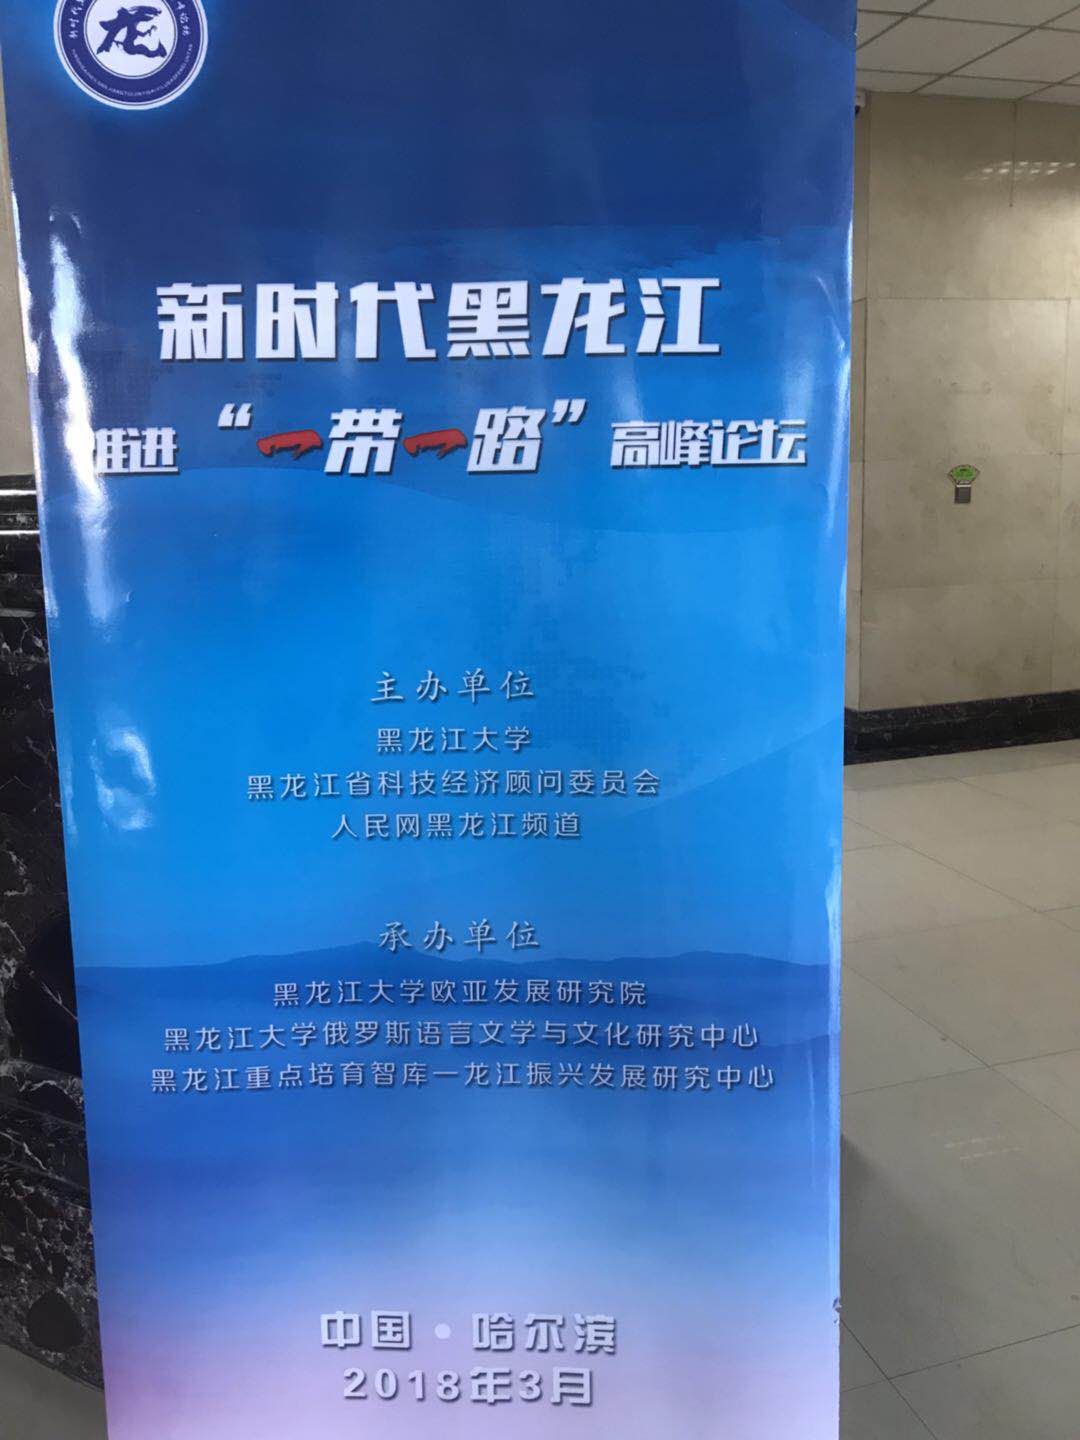 龙
新时代黑龙江
推进“一带一路”高峰论坛
主办单位
黑龙江大学
黑龙江省科技经济顾问委员会
人民网黑龙江频道
承办单位
黑龙江大学欧亚发展研究院
黑龙江大学俄罗斯语言文学与文化研究中心
黑龙江重点培育智库—龙江振兴发展研究中心
中国·哈尔滨
2018年3月